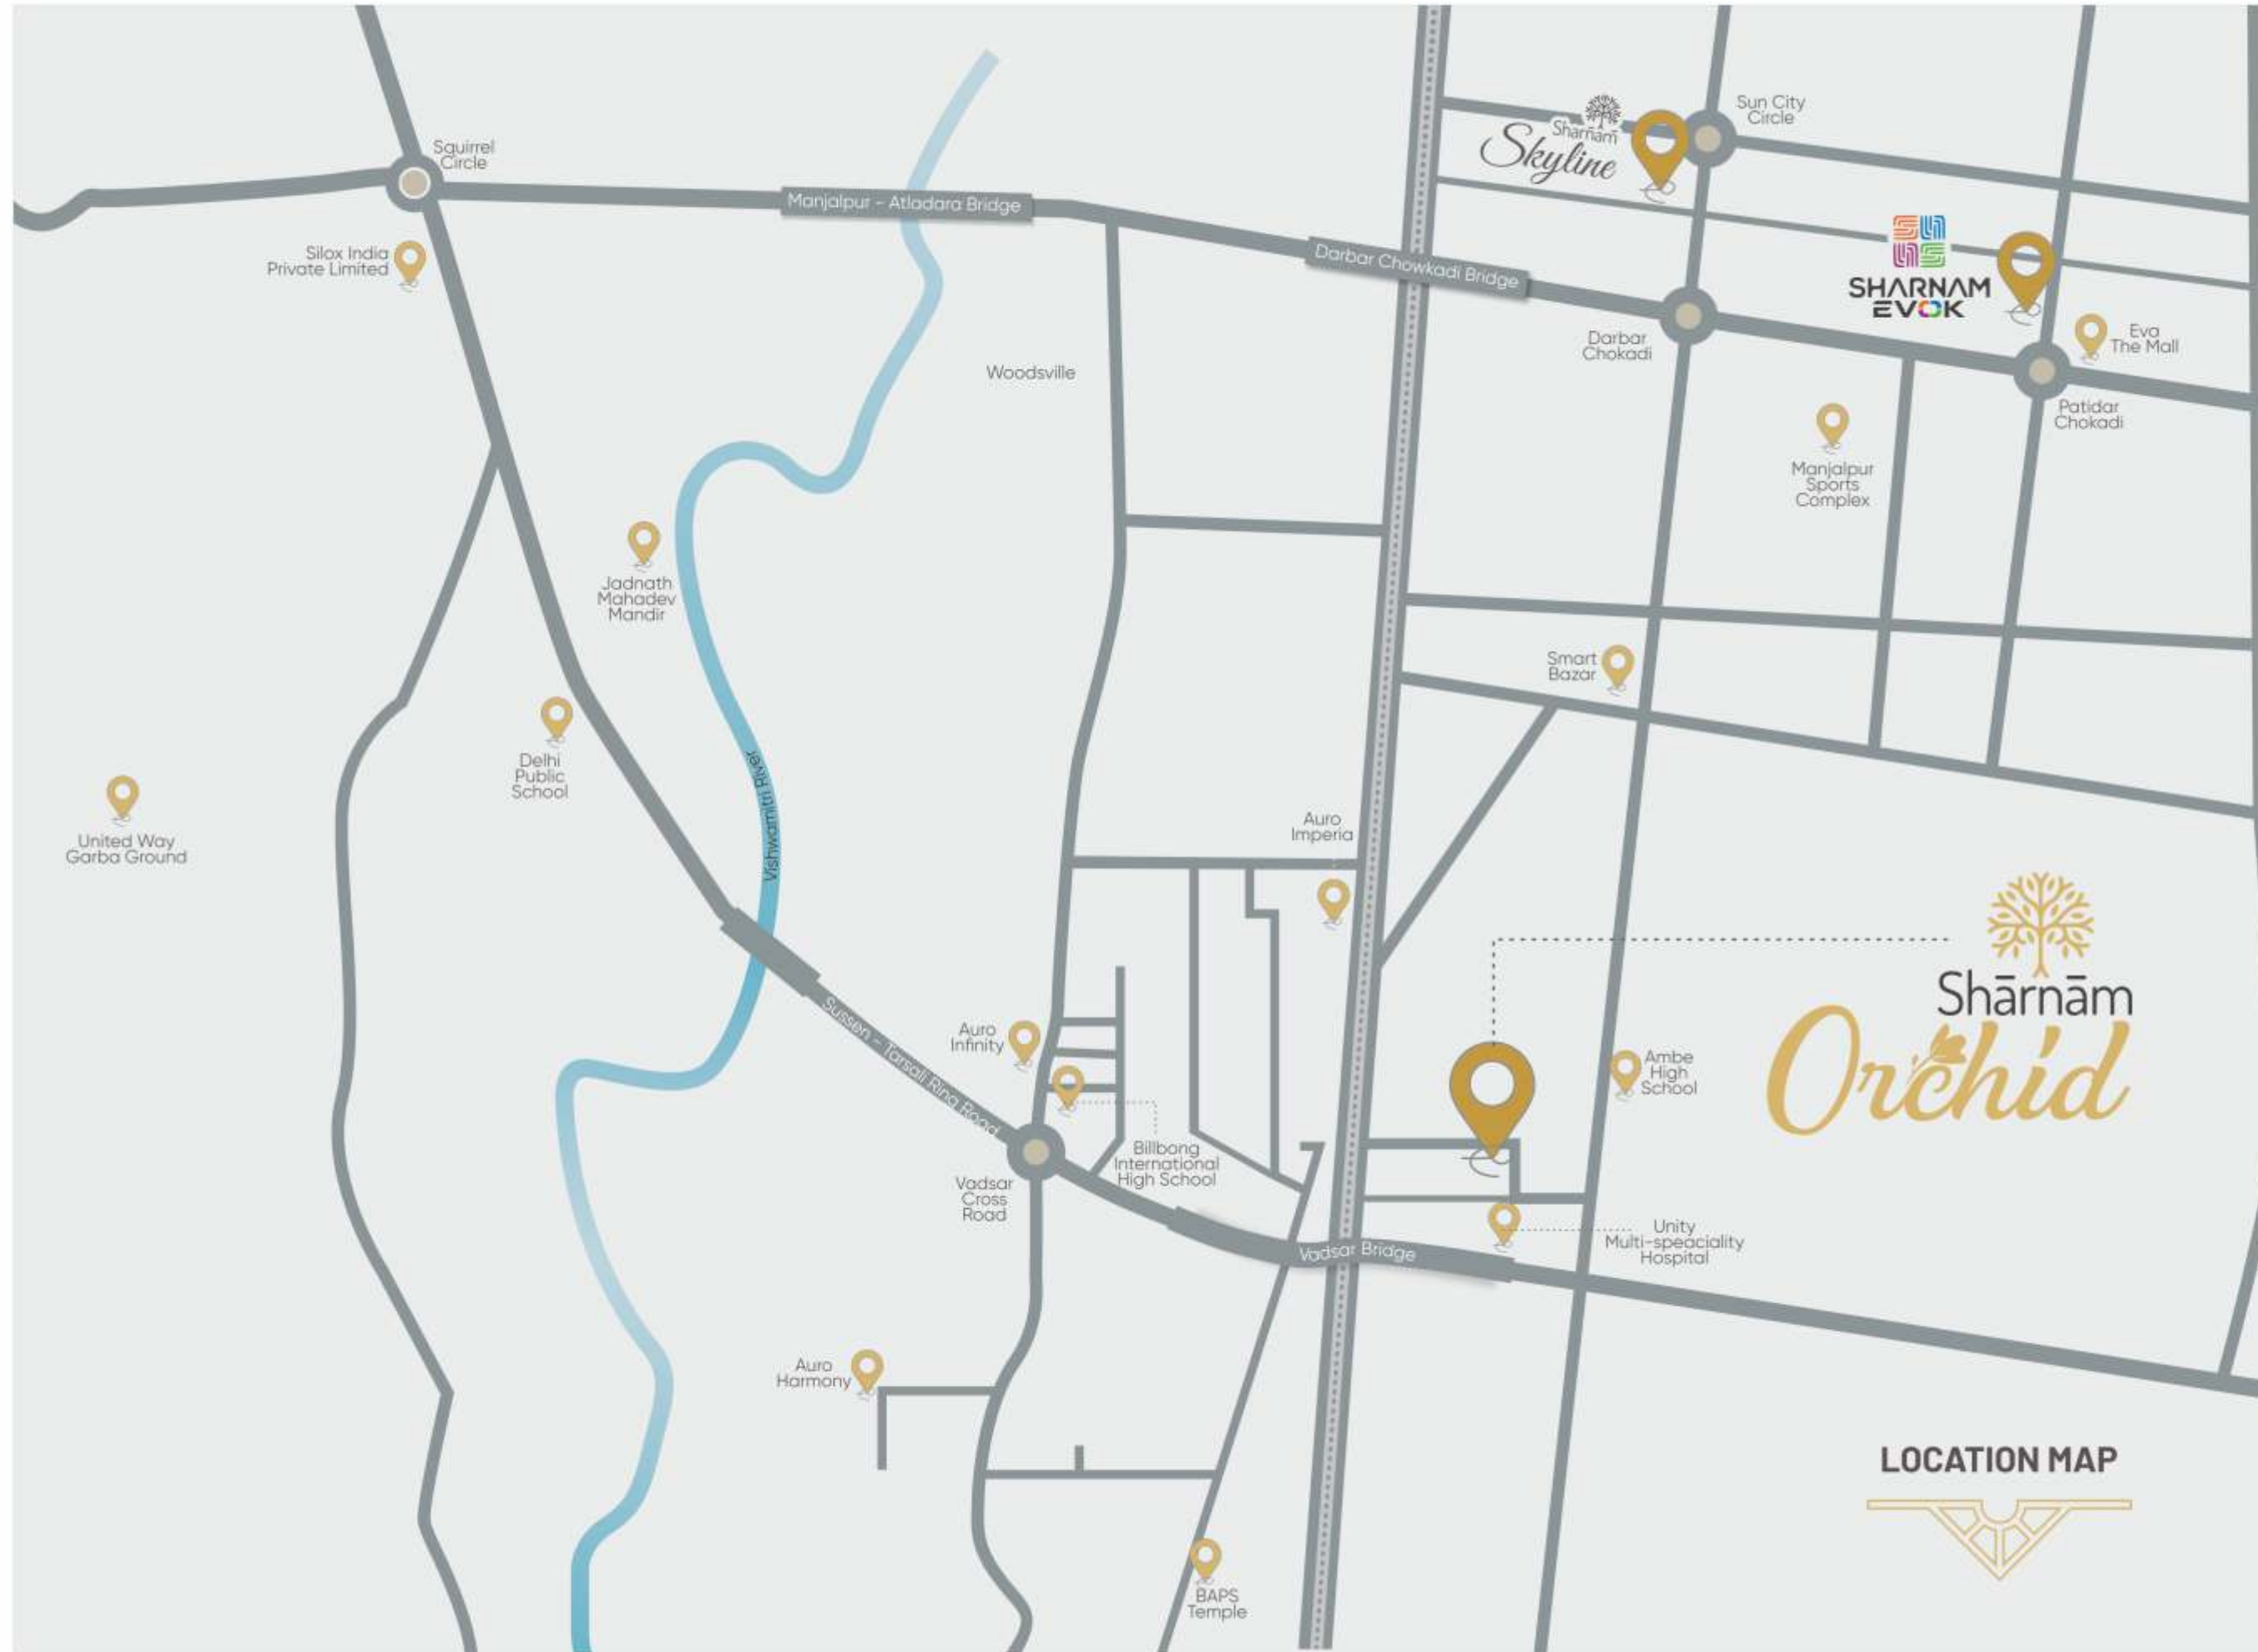 Squirrel
Circle
Manjalpur - Atladara Bridge
Silox India
Private Limited
Sharnam
Skyline
Sun City
Circle
Darbar Chowkadi Bridge
SHARNAM
EVOK
Darbar
Chokadi
Eva
The Mall
Patidar
Chokadi
Woodsville
Manjalpur
Sports
Complex
Jadnath
Mahadev
Mandir
Smart
Bazar
Delhi
Public
School
Vishwamitri River
United Way
Garba Ground
Auro
Imperia
Shārnām
Orchid
Sussen - Tarsali Ring Road
Auro
Infinity
Ambe
High
School
Billbong
International
High School
Vadsar
Cross
Road
Vadsar Bridge
Unity
Multi-speaciality
Hospital
Auro
Harmony
LOCATION MAP
BAPS
Temple